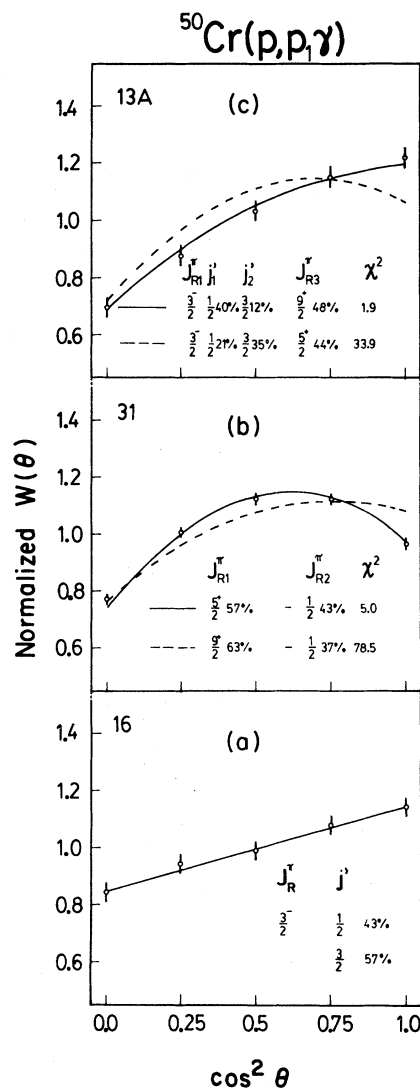 ⁵⁰Cr(p,p₁γ)
13A
(c)
1.4
1.2
1.0
0.8
0.6
J^π_R1 j'_1 j'_2 J^π_R3 χ²
3/2⁻ 1/2 40% 3/2 12% 9/2⁺ 48% 1.9
3/2⁻ 1/2 21% 3/2 35% 5/2⁺ 44% 33.9
31
(b)
1.4
1.2
1.0
0.8
0.6
J^π_R1 J^π_R2 χ²
5/2⁺ 57% - 1/2 43% 5.0
9/2⁺ 63% - 1/2 37% 78.5
16
(a)
1.4
1.2
1.0
0.8
0.6
J^π_R j'
3/2⁻ 1/2 43%
3/2 57%
0.0 0.25 0.5 0.75 1.0
cos² θ
Normalized W(θ)